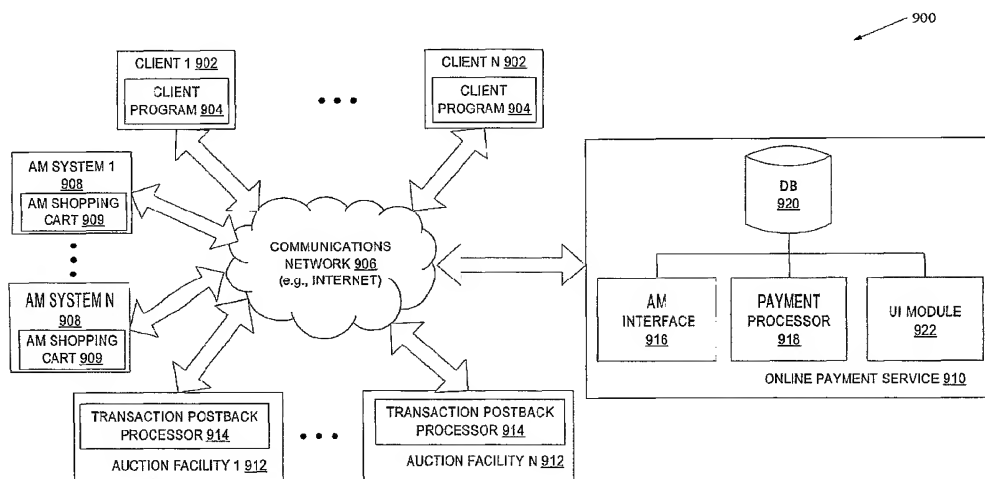 900
CLIENT 1 902
CLIENT
PROGRAM 904
CLIENT N 902
CLIENT
PROGRAM 904
AM SYSTEM 1
908
AM SHOPPING
CART 909
AM SYSTEM N
908
AM SHOPPING
CART 909
COMMUNICATIONS
NETWORK 906
(e.g., INTERNET)
DB
920
AM
INTERFACE
916
PAYMENT
PROCESSOR
918
UI MODULE
922
ONLINE PAYMENT SERVICE 910
TRANSACTION POSTBACK
PROCESSOR 914
AUCTION FACILITY 1 912
TRANSACTION POSTBACK
PROCESSOR 914
AUCTION FACILITY N 912